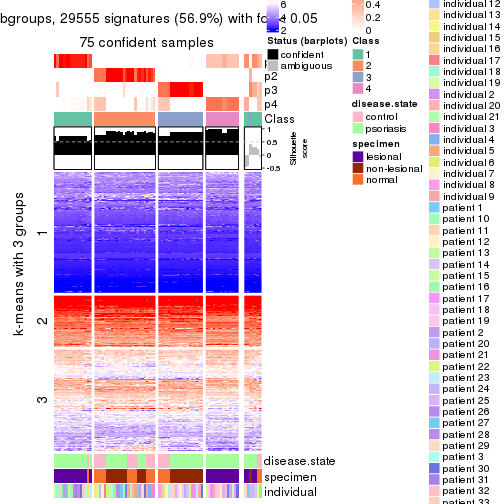 bgroups, 29555 signatures (56.9%) with fdr < 0.05
75 confident samples
p2
p3
p4
Class
1
0.5
0
-0.5
Silhouette
score
k-means with 3 groups
1
2
3
disease.state
specimen
individual
6
4
2
Status (barplots)
confident
ambiguous
0.4
0.2
0
Class
1
2
3
4
disease.state
control
psoriasis
specimen
lesional
non-lesional
normal
individual 12
individual 13
individual 14
individual 15
individual 16
individual 17
individual 18
individual 19
individual 2
individual 20
individual 21
individual 3
individual 4
individual 5
individual 6
individual 7
individual 8
individual 9
patient 1
patient 10
patient 11
patient 12
patient 13
patient 14
patient 15
patient 16
patient 17
patient 18
patient 19
patient 2
patient 20
patient 21
patient 22
patient 23
patient 24
patient 25
patient 26
patient 27
patient 28
patient 29
patient 3
patient 30
patient 31
patient 32
patient 33